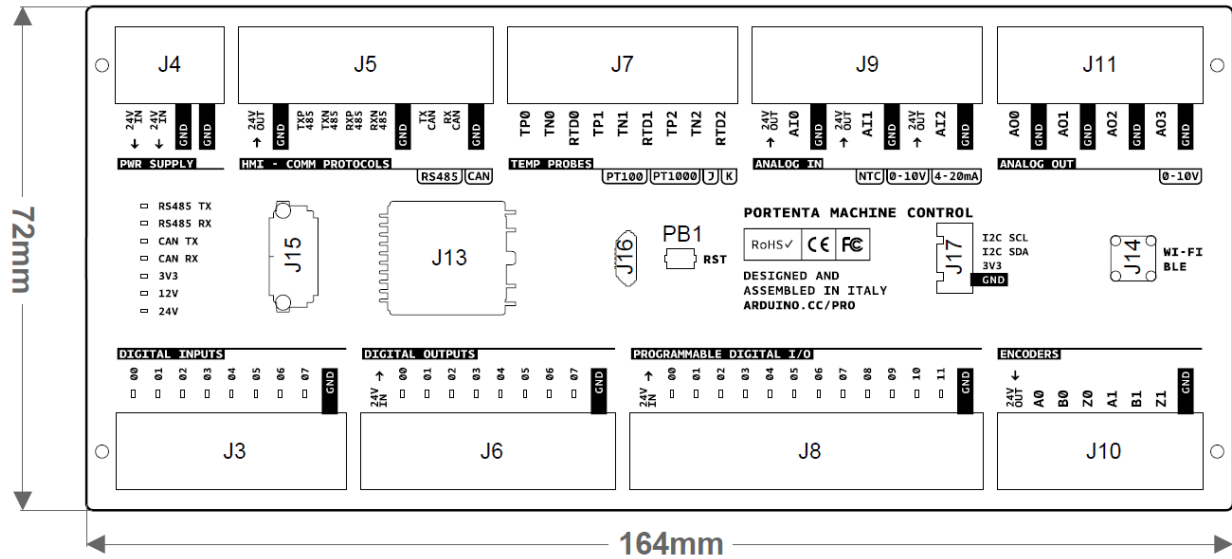 J4 J5 J7 J9 J11
← 24V IN ← 24V IN GND GND → 24V OUT GND TXP 485 TXN 485 RXP 485 RXN 485 GND TX CAN RX CAN GND TP0 TN0 RTD0 TP1 TN1 RTD1 TP2 TN2 RTD2 → 24V OUT AI0 GND → 24V OUT AI1 GND → 24V OUT AI2 GND AO0 GND AO1 GND AO2 GND AO3 GND
PWR SUPPLY HMI - COMM PROTOCOLS TEMP PROBES ANALOG IN ANALOG OUT
RS485 CAN PT100 PT1000 J K NTC 0-10V 4-20mA 0-10V
RS485 TX
RS485 RX
CAN TX
CAN RX
3V3
12V
24V
J15
J13
J16
PB1
RST
PORTENTA MACHINE CONTROL
RoHS✓ CE FC
DESIGNED AND
ASSEMBLED IN ITALY
ARDUINO.CC/PRO
J17
I2C SCL
I2C SDA
3V3
GND
J14
WI-FI
BLE
DIGITAL INPUTS DIGITAL OUTPUTS PROGRAMMABLE DIGITAL I/O ENCODERS
00 01 02 03 04 05 06 07 GND 24V IN → 00 01 02 03 04 05 06 07 GND 24V IN → 00 01 02 03 04 05 06 07 08 09 10 11 GND 24V OUT ← A0 B0 Z0 A1 B1 Z1 GND
J3 J6 J8 J10
72mm
164mm